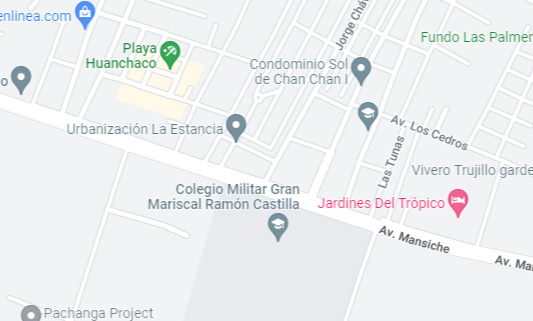 enlinea.com
Playa
Huanchaco
Jorge Cháv
Fundo Las Palmer
Condominio Sol
de Chan Chan I
o
Av. Los Cedros
Urbanización La Estancia
Las Tunas
Vivero Trujillo garde
Colegio Militar Gran
Mariscal Ramón Castilla
Jardines Del Trópico
Av. Mansiche
Av. Ma
Pachanga Project